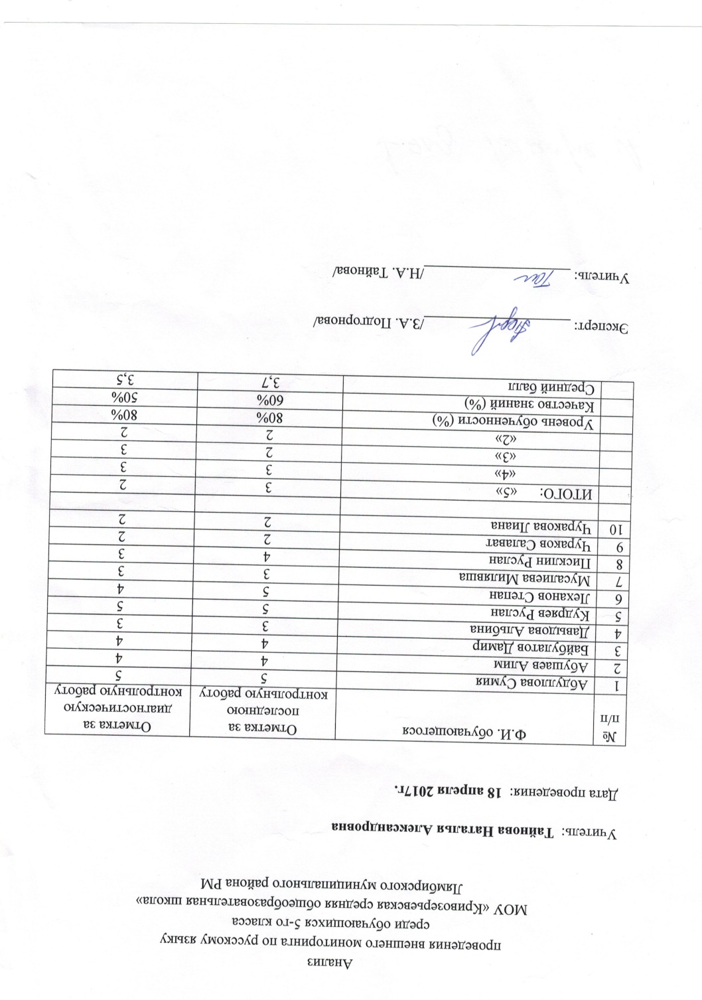 Анализ
проведения внешнего мониторинга по русскому языку
среди обучающихся 5-го класса
МОУ «Кривозерьевская средняя общеобразовательная школа»
Лямбирского муниципального района РМ
Учитель: Тайнова Наталья Александровна
Дата проведения: 18 апреля 2017г.
№ п/п Ф.И. обучающегося Отметка за последнюю контрольную работу Отметка за диагностическую контрольную работу
1 Абдуллова Сумия 5 5
2 Абушаев Алим 4 4
3 Байбулатов Дамир 4 4
4 Давыдова Альбина 3 3
5 Кудряев Руслан 5 5
6 Леханов Степан 5 4
7 Мусалиева Милявша 3 3
8 Писклин Руслан 4 3
9 Чураков Салават 2 2
10 Чуракова Лиана 2 2
ИТОГО: «5» 3 2
«4» 3 3
«3» 2 3
«2» 2 2
Уровень обученности (%) 80% 80%
Качество знаний (%) 60% 50%
Средний балл 3,7 3,5
Эксперт: /З.А. Подгорнова/
Учитель: /Н.А. Тайнова/